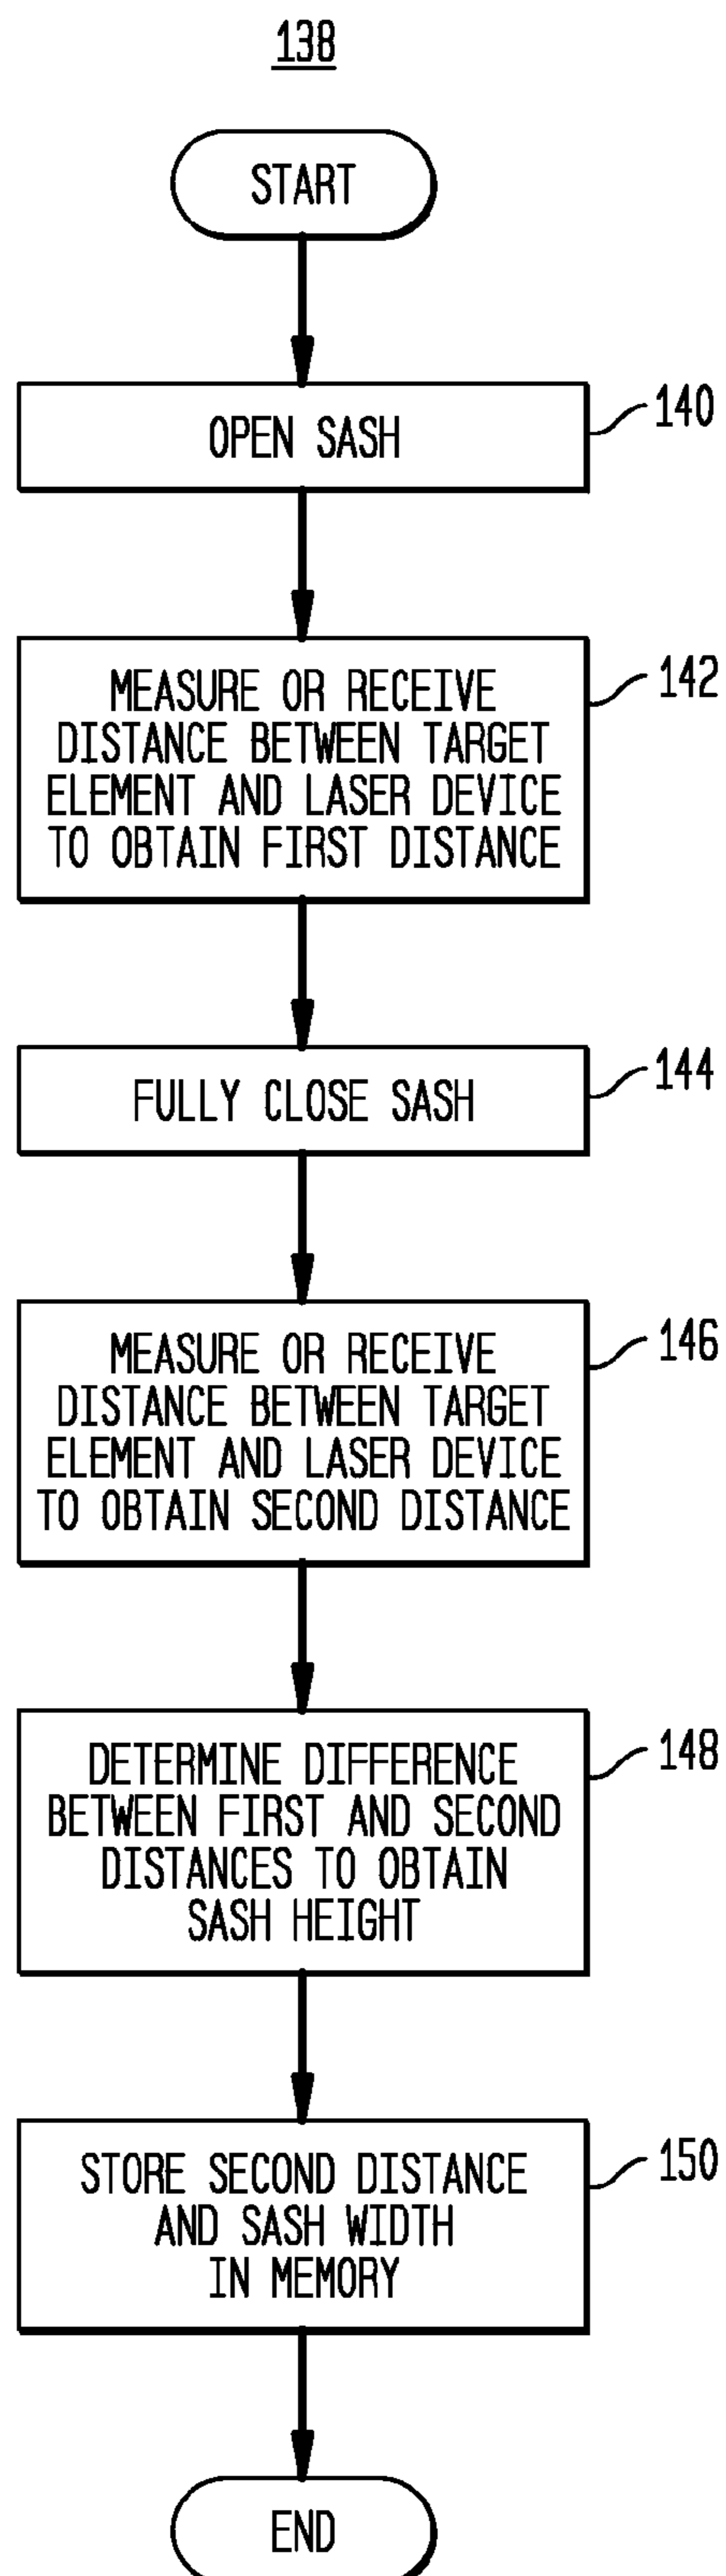 138
START
OPEN SASH
140
MEASURE OR RECEIVE
DISTANCE BETWEEN TARGET
ELEMENT AND LASER DEVICE
TO OBTAIN FIRST DISTANCE
142
FULLY CLOSE SASH
144
MEASURE OR RECEIVE
DISTANCE BETWEEN TARGET
ELEMENT AND LASER DEVICE
TO OBTAIN SECOND DISTANCE
146
DETERMINE DIFFERENCE
BETWEEN FIRST AND SECOND
DISTANCES TO OBTAIN
SASH HEIGHT
148
STORE SECOND DISTANCE
AND SASH WIDTH
IN MEMORY
150
END